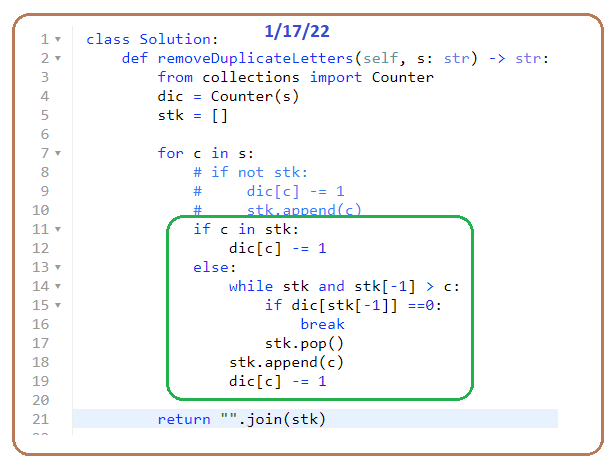 1/17/22
1 class Solution:
2     def removeDuplicateLetters(self, s: str) -> str:
3         from collections import Counter
4         dic = Counter(s)
5         stk = []
6
7         for c in s:
8             # if not stk:
9             #     dic[c] -= 1
10             #     stk.append(c)
11             if c in stk:
12                 dic[c] -= 1
13             else:
14                 while stk and stk[-1] > c:
15                     if dic[stk[-1]] ==0:
16                         break
17                     stk.pop()
18                 stk.append(c)
19                 dic[c] -= 1
20
21         return "".join(stk)